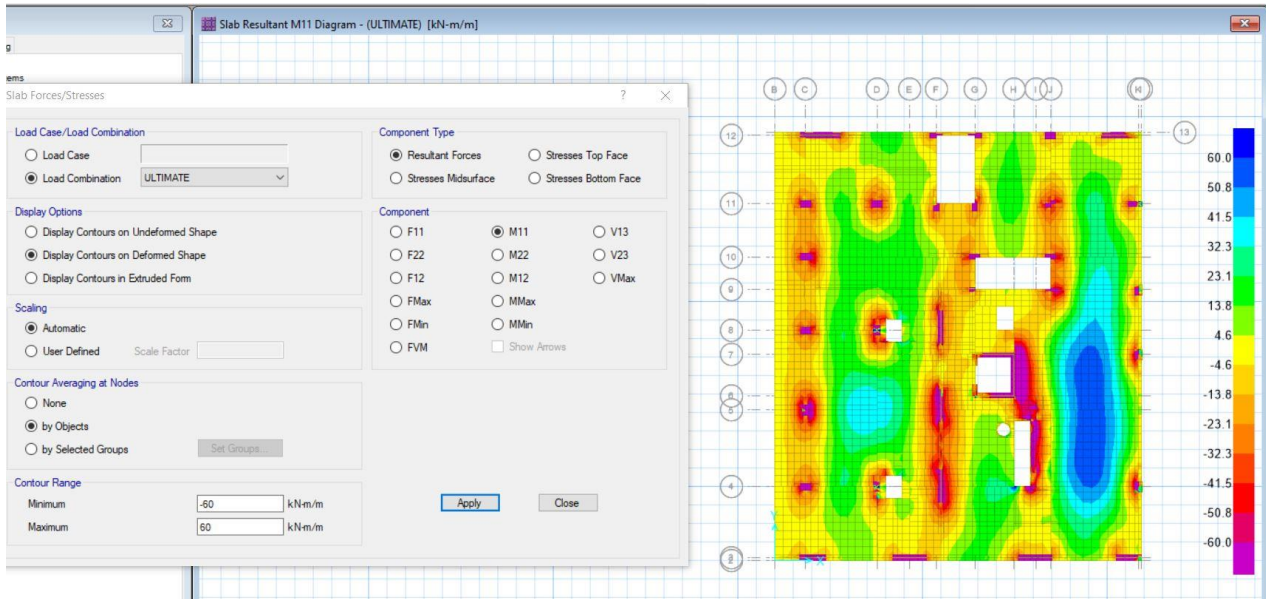 Slab Resultant M11 Diagram - (ULTIMATE) [kN-m/m]
g
ems
Slab Forces/Stresses
?
Load Case/Load Combination
Load Case
Load Combination
ULTIMATE
Display Options
Display Contours on Undeformed Shape
Display Contours on Deformed Shape
Display Contours in Extruded Form
Scaling
Automatic
User Defined
Scale Factor
Contour Averaging at Nodes
None
by Objects
by Selected Groups
Set Groups...
Contour Range
Minimum
-60
kN-m/m
Maximum
60
kN-m/m
Component Type
Resultant Forces
Stresses Top Face
Stresses Midsurface
Stresses Bottom Face
Component
F11
M11
V13
F22
M22
V23
F12
M12
VMax
FMax
MMax
FMin
MMin
FVM
Show Arrows
Apply
Close
B
C
D
E
F
G
H
I
J
12
11
10
9
8
7
6
5
4
13
Y
X
60.0
50.8
41.5
32.3
23.1
13.8
4.6
-4.6
-13.8
-23.1
-32.3
-41.5
-50.8
-60.0